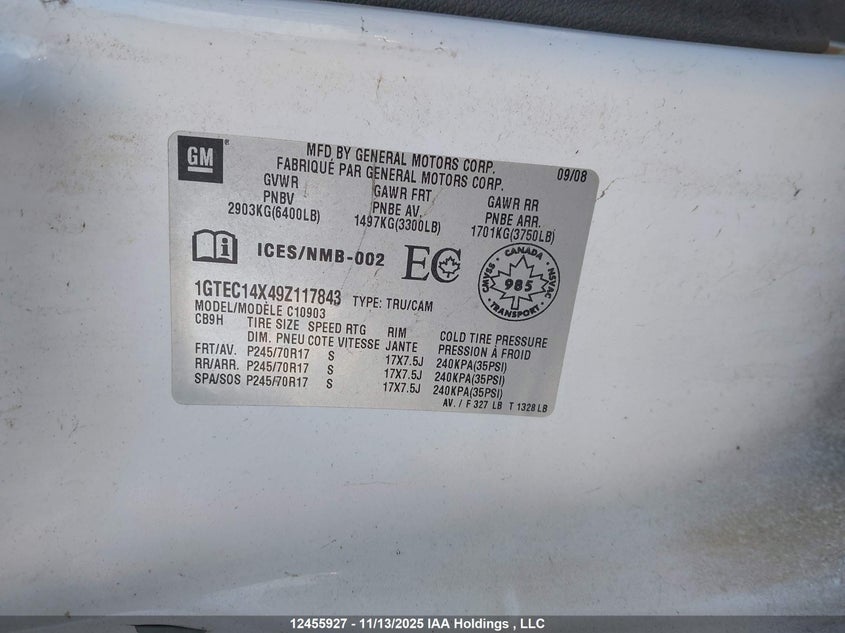 GM
MFD BY GENERAL MOTORS CORP.
FABRIQUÉ PAR GENERAL MOTORS CORP.
09/08
GVWR GAWR FRT GAWR RR
PNBV PNBE AV. PNBE ARR.
2903KG(6400LB) 1497KG(3300LB) 1701KG(3750LB)
i ICES/NMB-002 EC
CANADA
CMVSS 985 NSVAC
TRANSPORT
1GTEC14X49Z117843 TYPE: TRU/CAM
MODEL/MODÈLE C10903
CB9H TIRE SIZE SPEED RTG RIM COLD TIRE PRESSURE
DIM. PNEU COTE VITESSE JANTE PRESSION À FROID
FRT/AV. P245/70R17 S 17X7.5J 240KPA(35PSI)
RR/ARR. P245/70R17 S 17X7.5J 240KPA(35PSI)
SPA/SOS P245/70R17 S 17X7.5J 240KPA(35PSI)
AV. / F 327 LB T 1328 LB
12455927 - 11/13/2025 IAA Holdings , LLC